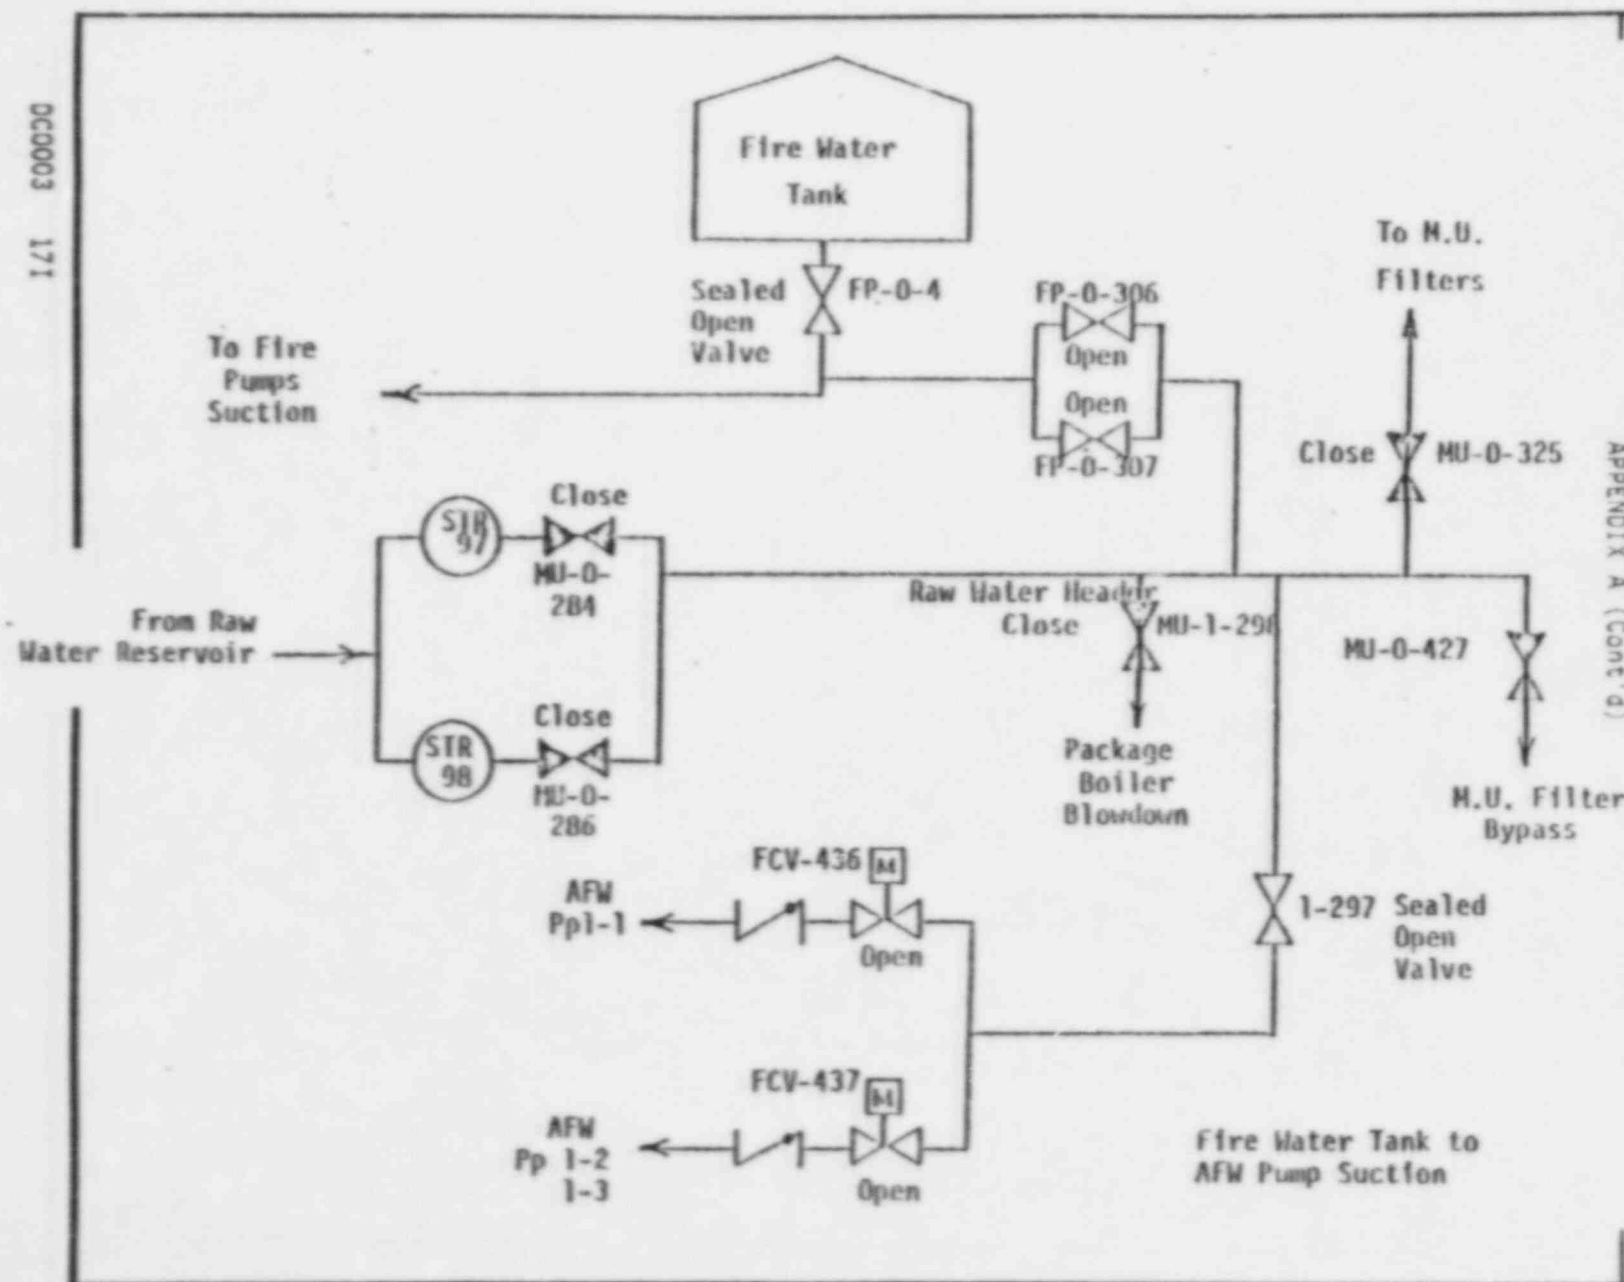 DC0003 17I
APPENDIX A (Cont'd)
Fire Water
Tank
Sealed
Open
Valve
FP-0-4
FP-0-306
Open
Open
FP-0-307
To M.U.
Filters
Close
MU-0-325
To Fire
Pumps
Suction
STR
97
Close
MU-0-
284
From Raw
Water Reservoir
STR
98
Close
MU-0-
286
Raw Water Header
Close
MU-1-298
Package
Boiler
Blowdown
MU-0-427
M.U. Filter
Bypass
1-297 Sealed
Open
Valve
FCV-436
M
AFW
Pp1-1
Open
FCV-437
M
AFW
Pp 1-2
1-3
Open
Fire Water Tank to
AFW Pump Suction